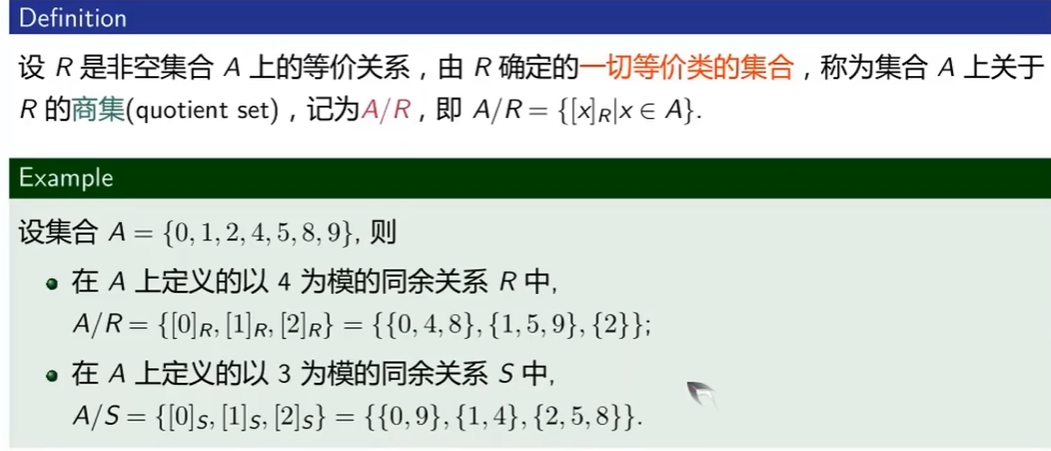 Definition
设 R 是非空集合 A 上的等价关系，由 R 确定的一切等价类的集合，称为集合 A 上关于
R 的商集(quotient set)，记为A/R，即 A/R = {[x]_R|x ∈ A}.
Example
设集合 A = {0, 1, 2, 4, 5, 8, 9}, 则
在 A 上定义的以 4 为模的同余关系 R 中,
A/R = {[0]_R, [1]_R, [2]_R} = {{0, 4, 8}, {1, 5, 9}, {2}};
在 A 上定义的以 3 为模的同余关系 S 中,
A/S = {[0]_S, [1]_S, [2]_S} = {{0, 9}, {1, 4}, {2, 5, 8}}.